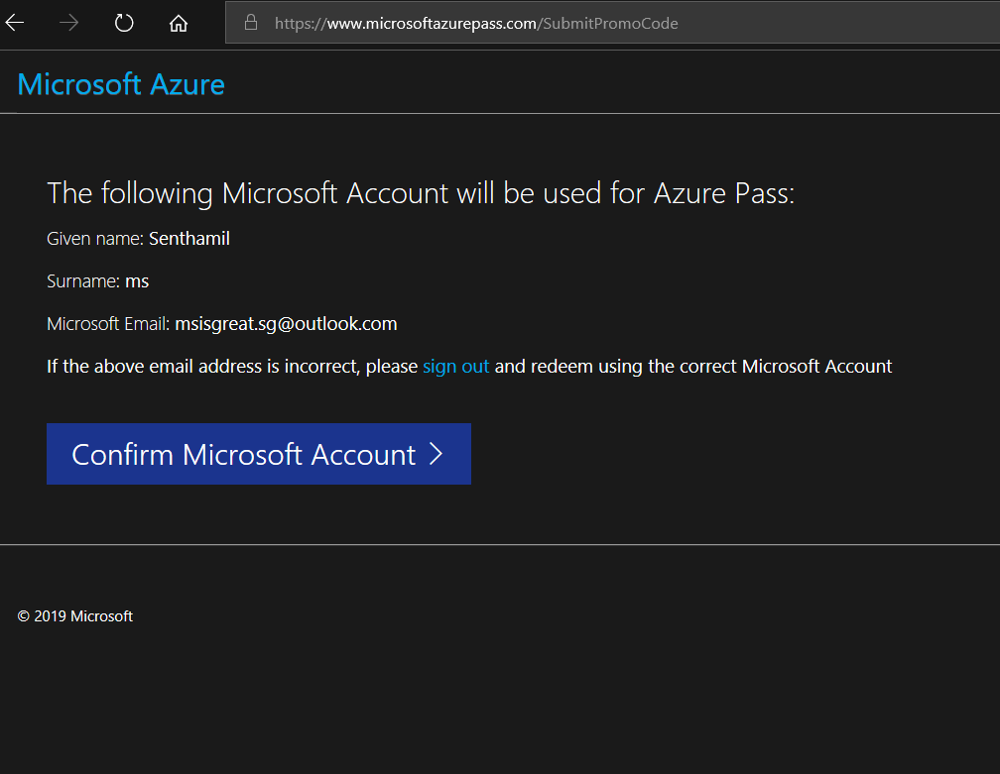 https://www.microsoftazurepass.com/SubmitPromoCode
Microsoft Azure
The following Microsoft Account will be used for Azure Pass:
Given name: Senthamil
Surname: ms
Microsoft Email: msisgreat.sg@outlook.com
If the above email address is incorrect, please sign out and redeem using the correct Microsoft Account
Confirm Microsoft Account
© 2019 Microsoft